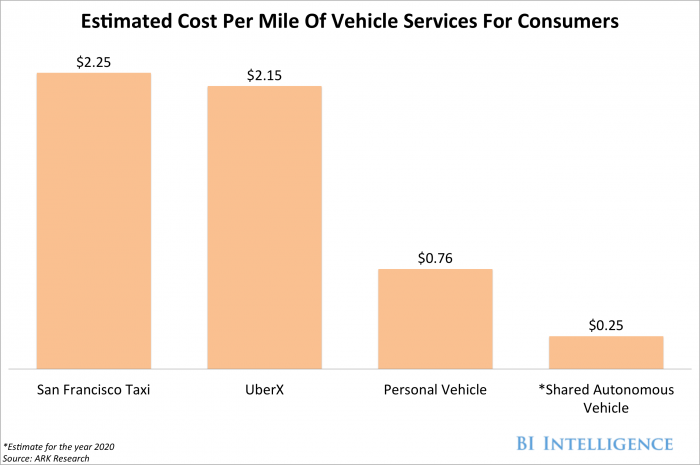 Estimated Cost Per Mile Of Vehicle Services For Consumers
$2.25
$2.15
$0.76
$0.25
San Francisco Taxi
UberX
Personal Vehicle
*Shared Autonomous
Vehicle
*Estimate for the year 2020
Source: ARK Research
BI INTELLIGENCE